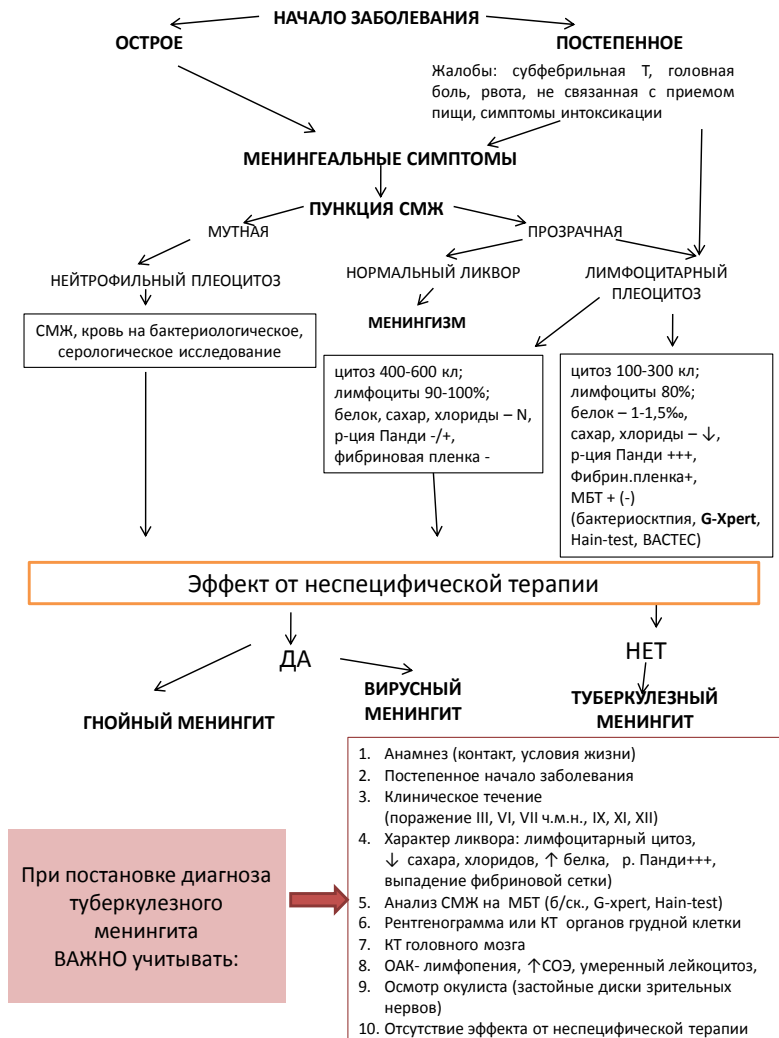 НАЧАЛО ЗАБОЛЕВАНИЯ
ОСТРОЕ
ПОСТЕПЕННОЕ
Жалобы: субфебрильная Т, головная
боль, рвота, не связанная с приемом
пищи, симптомы интоксикации
МЕНИНГЕАЛЬНЫЕ СИМПТОМЫ
ПУНКЦИЯ СМЖ
МУТНАЯ
ПРОЗРАЧНАЯ
НЕЙТРОФИЛЬНЫЙ ПЛЕОЦИТОЗ
НОРМАЛЬНЫЙ ЛИКВОР
ЛИМФОЦИТАРНЫЙ
ПЛЕОЦИТОЗ
МЕНИНГИЗМ
СМЖ, кровь на бактериологическое,
серологическое исследование
цитоз 400-600 кл;
лимфоциты 90-100%;
белок, сахар, хлориды – N,
р-ция Панди -/+,
фибриновая пленка -
цитоз 100-300 кл;
лимфоциты 80%;
белок – 1-1,5‰,
сахар, хлориды – ↓,
р-ция Панди +++,
Фибрин.пленка+,
МБТ + (-)
(бактериосктпия, G-Xpert,
Hain-test, BACTEC)
Эффект от неспецифической терапии
ДА
НЕТ
ГНОЙНЫЙ МЕНИНГИТ
ВИРУСНЫЙ
МЕНИНГИТ
ТУБЕРКУЛЕЗНЫЙ
МЕНИНГИТ
При постановке диагноза
туберкулезного
менингита
ВАЖНО учитывать:
1. Анамнез (контакт, условия жизни)
2. Постепенное начало заболевания
3. Клиническое течение
(поражение III, VI, VII ч.м.н., IX, XI, XII)
4. Характер ликвора: лимфоцитарный цитоз,
↓ сахара, хлоридов, ↑ белка, р. Панди+++,
выпадение фибриновой сетки)
5. Анализ СМЖ на МБТ (б/ск., G-xpert, Hain-test)
6. Рентгенограмма или КТ органов грудной клетки
7. КТ головного мозга
8. ОАК- лимфопения, ↑СОЭ, умеренный лейкоцитоз,
9. Осмотр окулиста (застойные диски зрительных
нервов)
10. Отсутствие эффекта от неспецифической терапии